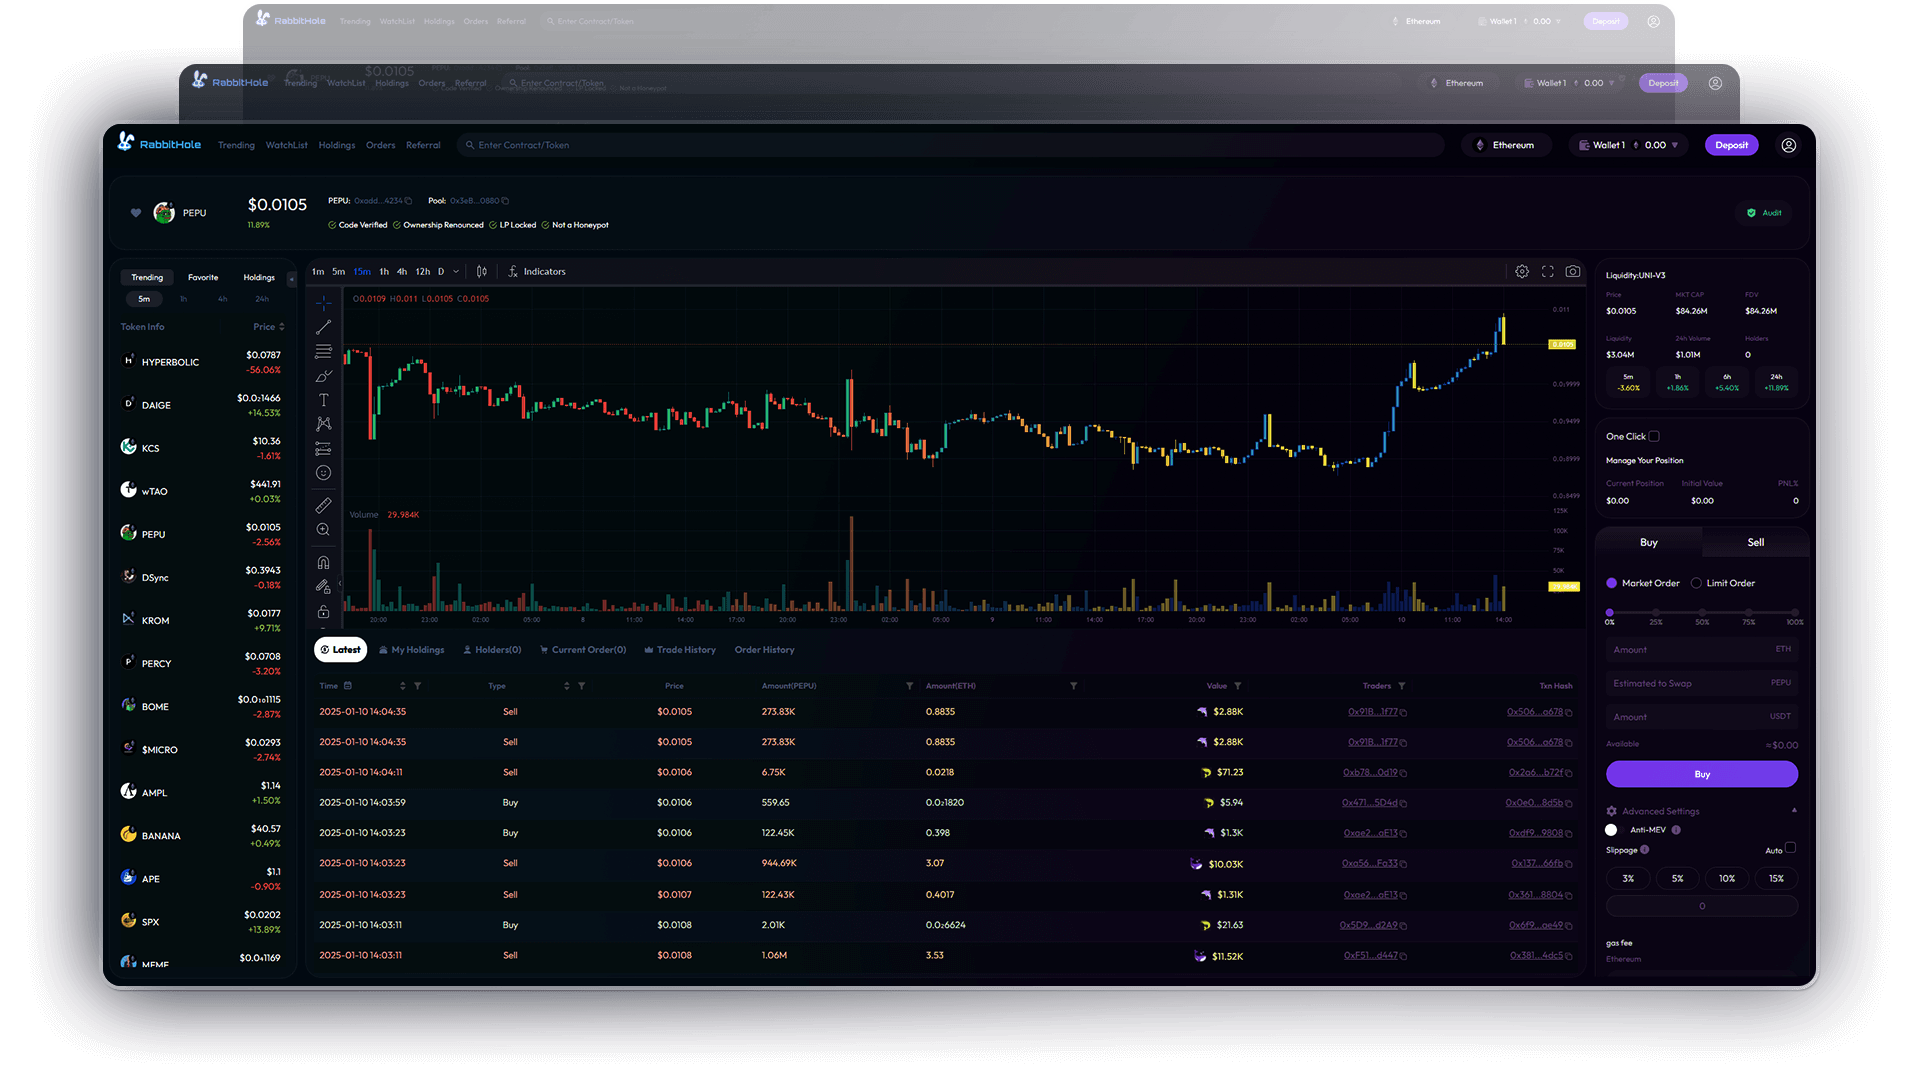 RabbitHole Trending WatchList Holdings Orders Referral Enter Contract/Token Ethereum Wallet 1 0.00 Deposit
RabbitHole Trending WatchList Holdings Orders Referral Enter Contract/Token Ethereum Wallet 1 0.00 Deposit
RabbitHole Trending WatchList Holdings Orders Referral Enter Contract/Token Ethereum Wallet 1 0.00 Deposit
PEPU $0.0105 11.89%
PEPU: 0xadd...4234 Pool: 0x3eB...0880
Code Verified Ownership Renounced LP Locked Not a Honeypot
Audit
Trending Favorite Holdings
5m 1h 4h 24h
Token Info Price
HYPERBOLIC $0.0787 -56.06%
DAIGE $0.0₂1466 +14.53%
KCS $10.36 -1.61%
wTAO $441.91 +0.03%
PEPU $0.0105 -2.56%
DSync $0.3943 -0.18%
KROM $0.0177 +9.71%
PERCY $0.0708 -3.20%
BOME $0.0₁₀1115 -2.87%
$MICRO $0.0293 -2.74%
AMPL $1.14 +1.50%
BANANA $40.57 +0.49%
APE $1.1 -0.90%
SPX $0.0202 +13.89%
MEME $0.0₄1169
1m 5m 15m 1h 4h 12h D Indicators
O0.0109 H0.011 L0.0105 C0.0105
0.011
0.0105
0.0₂9999
0.0₂9499
0.0₂8999
0.0₂8499
Volume 29.984K
125K
100K
75K
50K
29.984K
20:00 23:00 02:00 05:00 8 11:00 14:00 17:00 20:00 23:00 02:00 05:00 9 11:00 14:00 17:00 20:00 23:00 02:00 05:00 10 11:00 14:00
Latest My Holdings Holders(0) Current Order(0) Trade History Order History
Time Type Price Amount(PEPU) Amount(ETH) Value Traders Txn Hash
2025-01-10 14:04:35 Sell $0.0105 273.83K 0.8835 $2.88K 0x91B...1f77 0x506...a678
2025-01-10 14:04:35 Sell $0.0105 273.83K 0.8835 $2.88K 0x91B...1f77 0x506...a678
2025-01-10 14:04:11 Sell $0.0106 6.75K 0.0218 $71.23 0xb78...0d19 0x2a6...b72f
2025-01-10 14:03:59 Buy $0.0106 559.65 0.0₂1820 $5.94 0x471...5D4d 0x0e0...8d5b
2025-01-10 14:03:23 Buy $0.0106 122.45K 0.398 $1.3K 0xae2...aE13 0xdf9...9808
2025-01-10 14:03:23 Sell $0.0106 944.69K 3.07 $10.03K 0xa56...Fa33 0x137...66fb
2025-01-10 14:03:23 Sell $0.0107 122.43K 0.4017 $1.31K 0xae2...aE13 0x361...8804
2025-01-10 14:03:11 Buy $0.0108 2.01K 0.0₂6624 $21.63 0x5D9...d2A9 0x6f9...ae49
2025-01-10 14:03:11 Sell $0.0108 1.06M 3.53 $11.52K 0xF51...d447 0x381...4dc5
Liquidity:UNI-V3
Price MKT CAP FDV
$0.0105 $84.26M $84.26M
Liquidity 24h Volume Holders
$3.04M $1.01M 0
5m 1h 6h 24h
-3.60% +1.86% +5.40% +11.89%
One Click
Manage Your Position
Current Position Initial Value PNL%
$0.00 $0.00 0
Buy Sell
Market Order Limit Order
0% 25% 50% 75% 100%
Amount ETH
Estimated to Swap PEPU
Amount USDT
Available ≈$0.00
Buy
Advanced Settings
Anti-MEV
Slippage Auto
3% 5% 10% 15%
0
gas fee
Ethereum